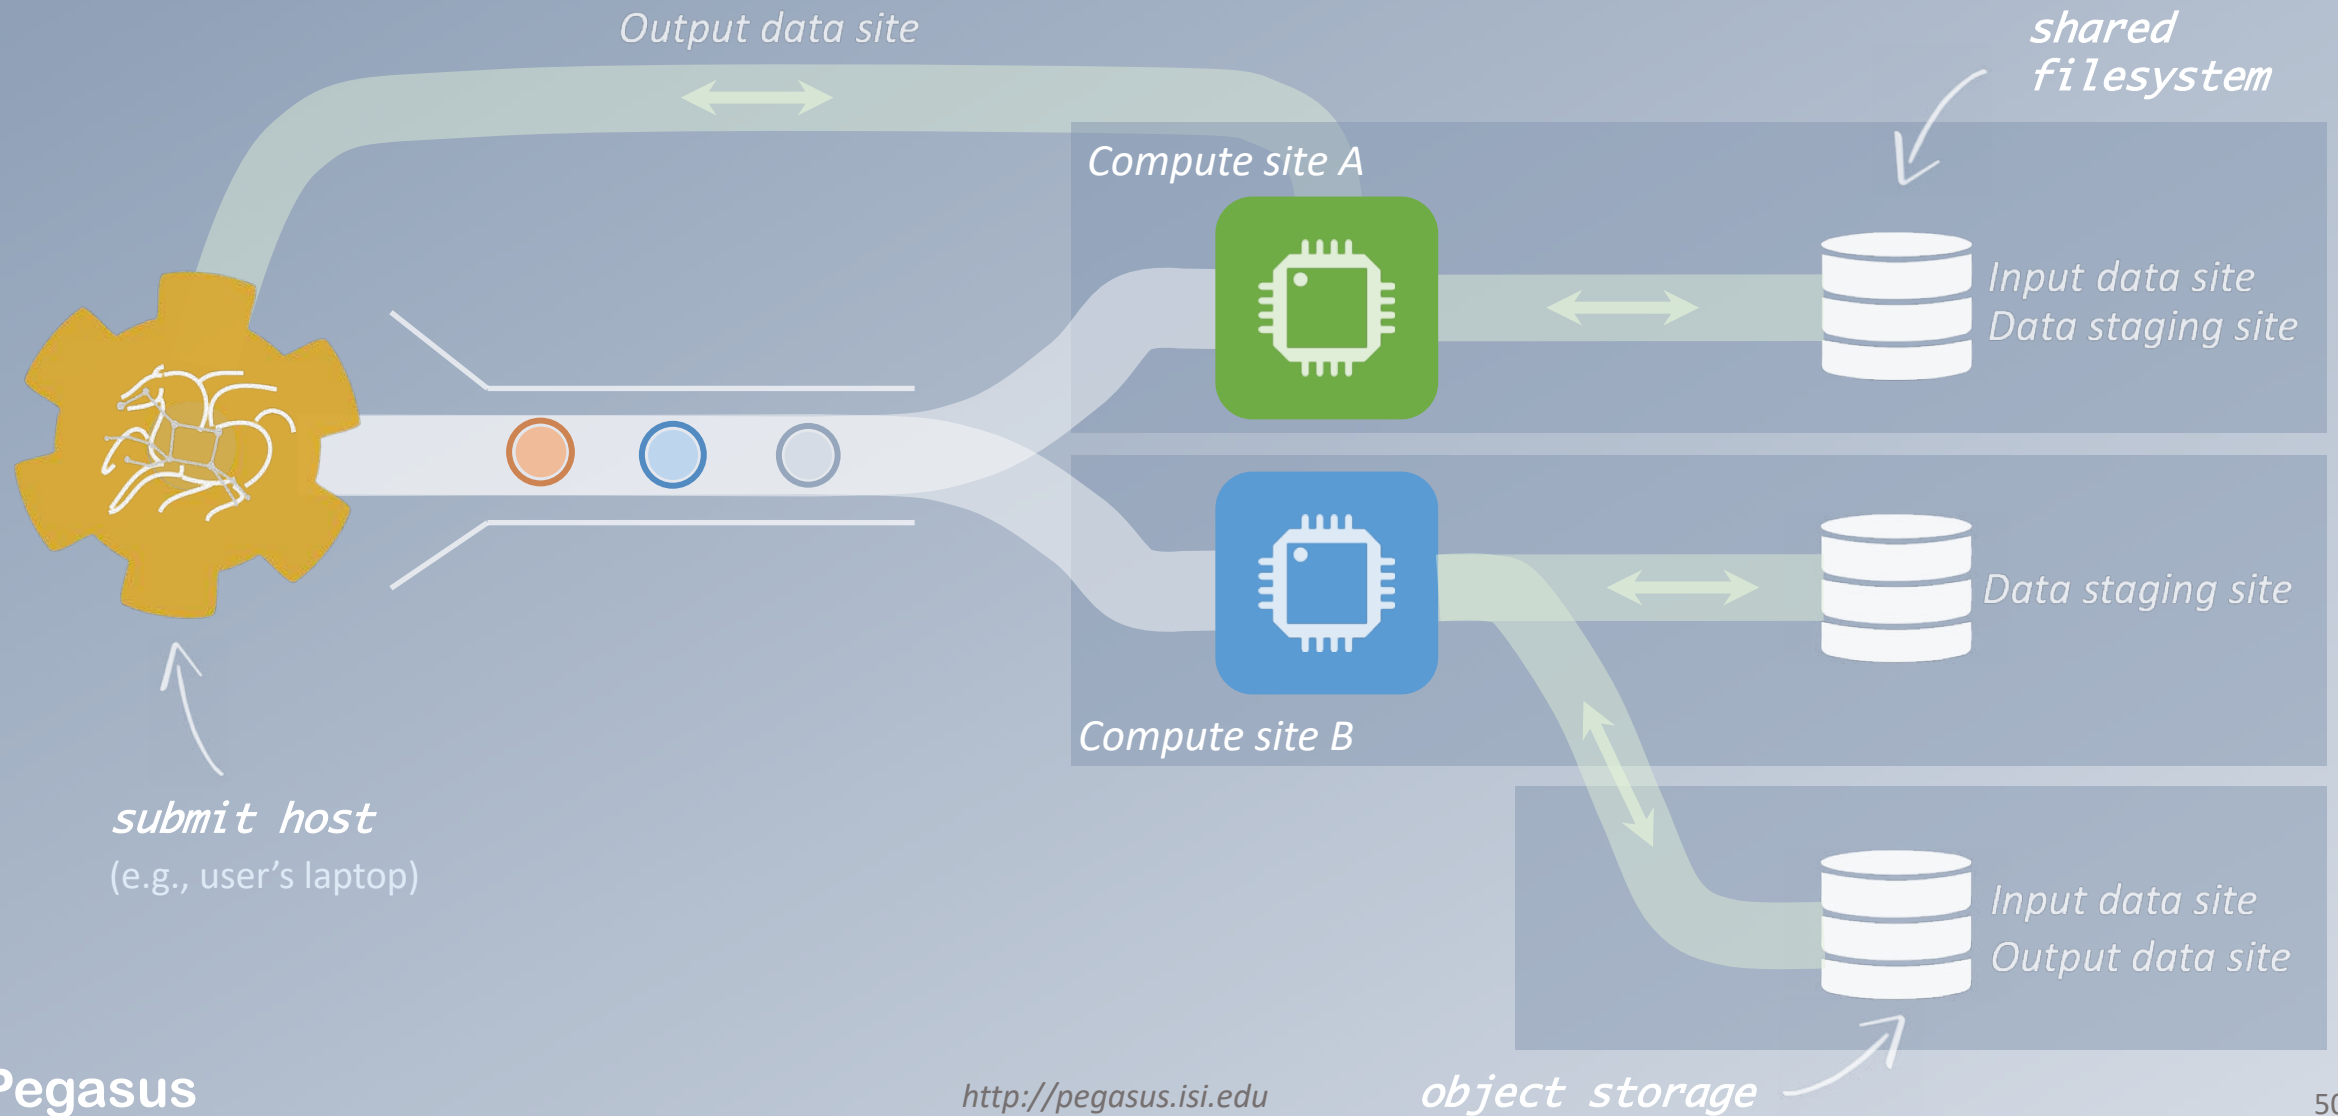 Output data site
shared
filesystem
Compute site A
Input data site
Data staging site
Data staging site
Compute site B
submit host
(e.g., user's laptop)
Input data site
Output data site
Pegasus
http://pegasus.isi.edu
object storage
50